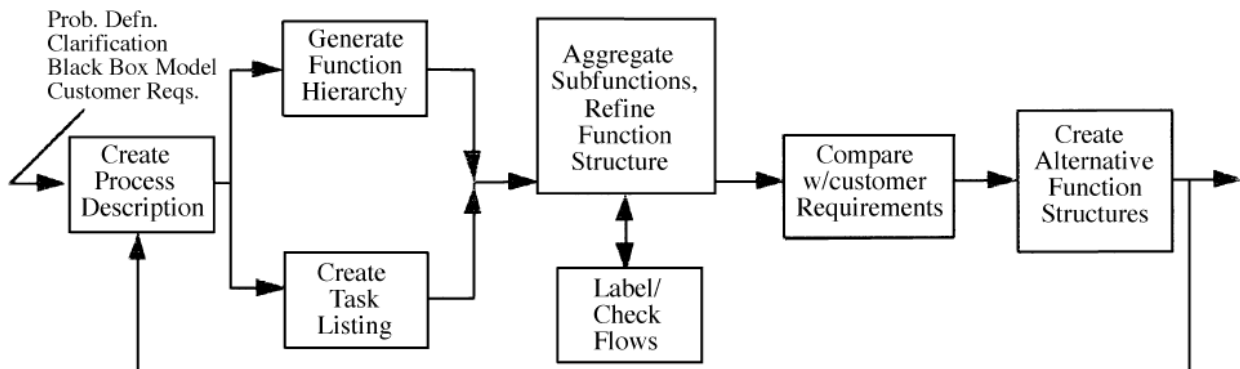 Prob. Defn.
Clarification
Black Box Model
Customer Reqs.
Create
Process
Description
Generate
Function
Hierarchy
Create
Task
Listing
Aggregate
Subfunctions,
Refine
Function
Structure
Label/
Check
Flows
Compare
w/customer
Requirements
Create
Alternative
Function
Structures